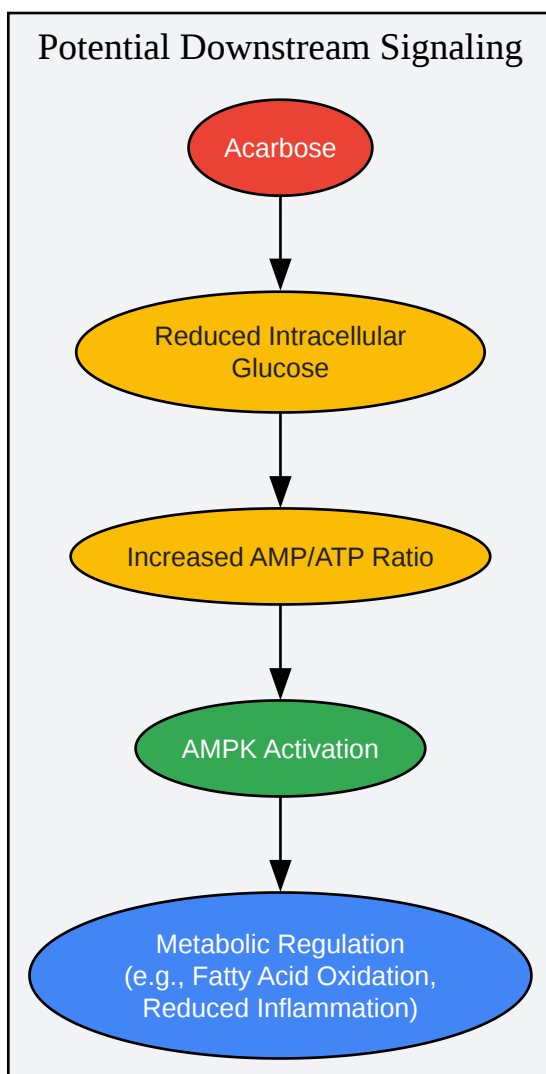 Potential Downstream Signaling
Acarbose
Reduced Intracellular
Glucose
Increased AMP/ATP Ratio
AMPK Activation
Metabolic Regulation
(e.g., Fatty Acid Oxidation,
Reduced Inflammation)